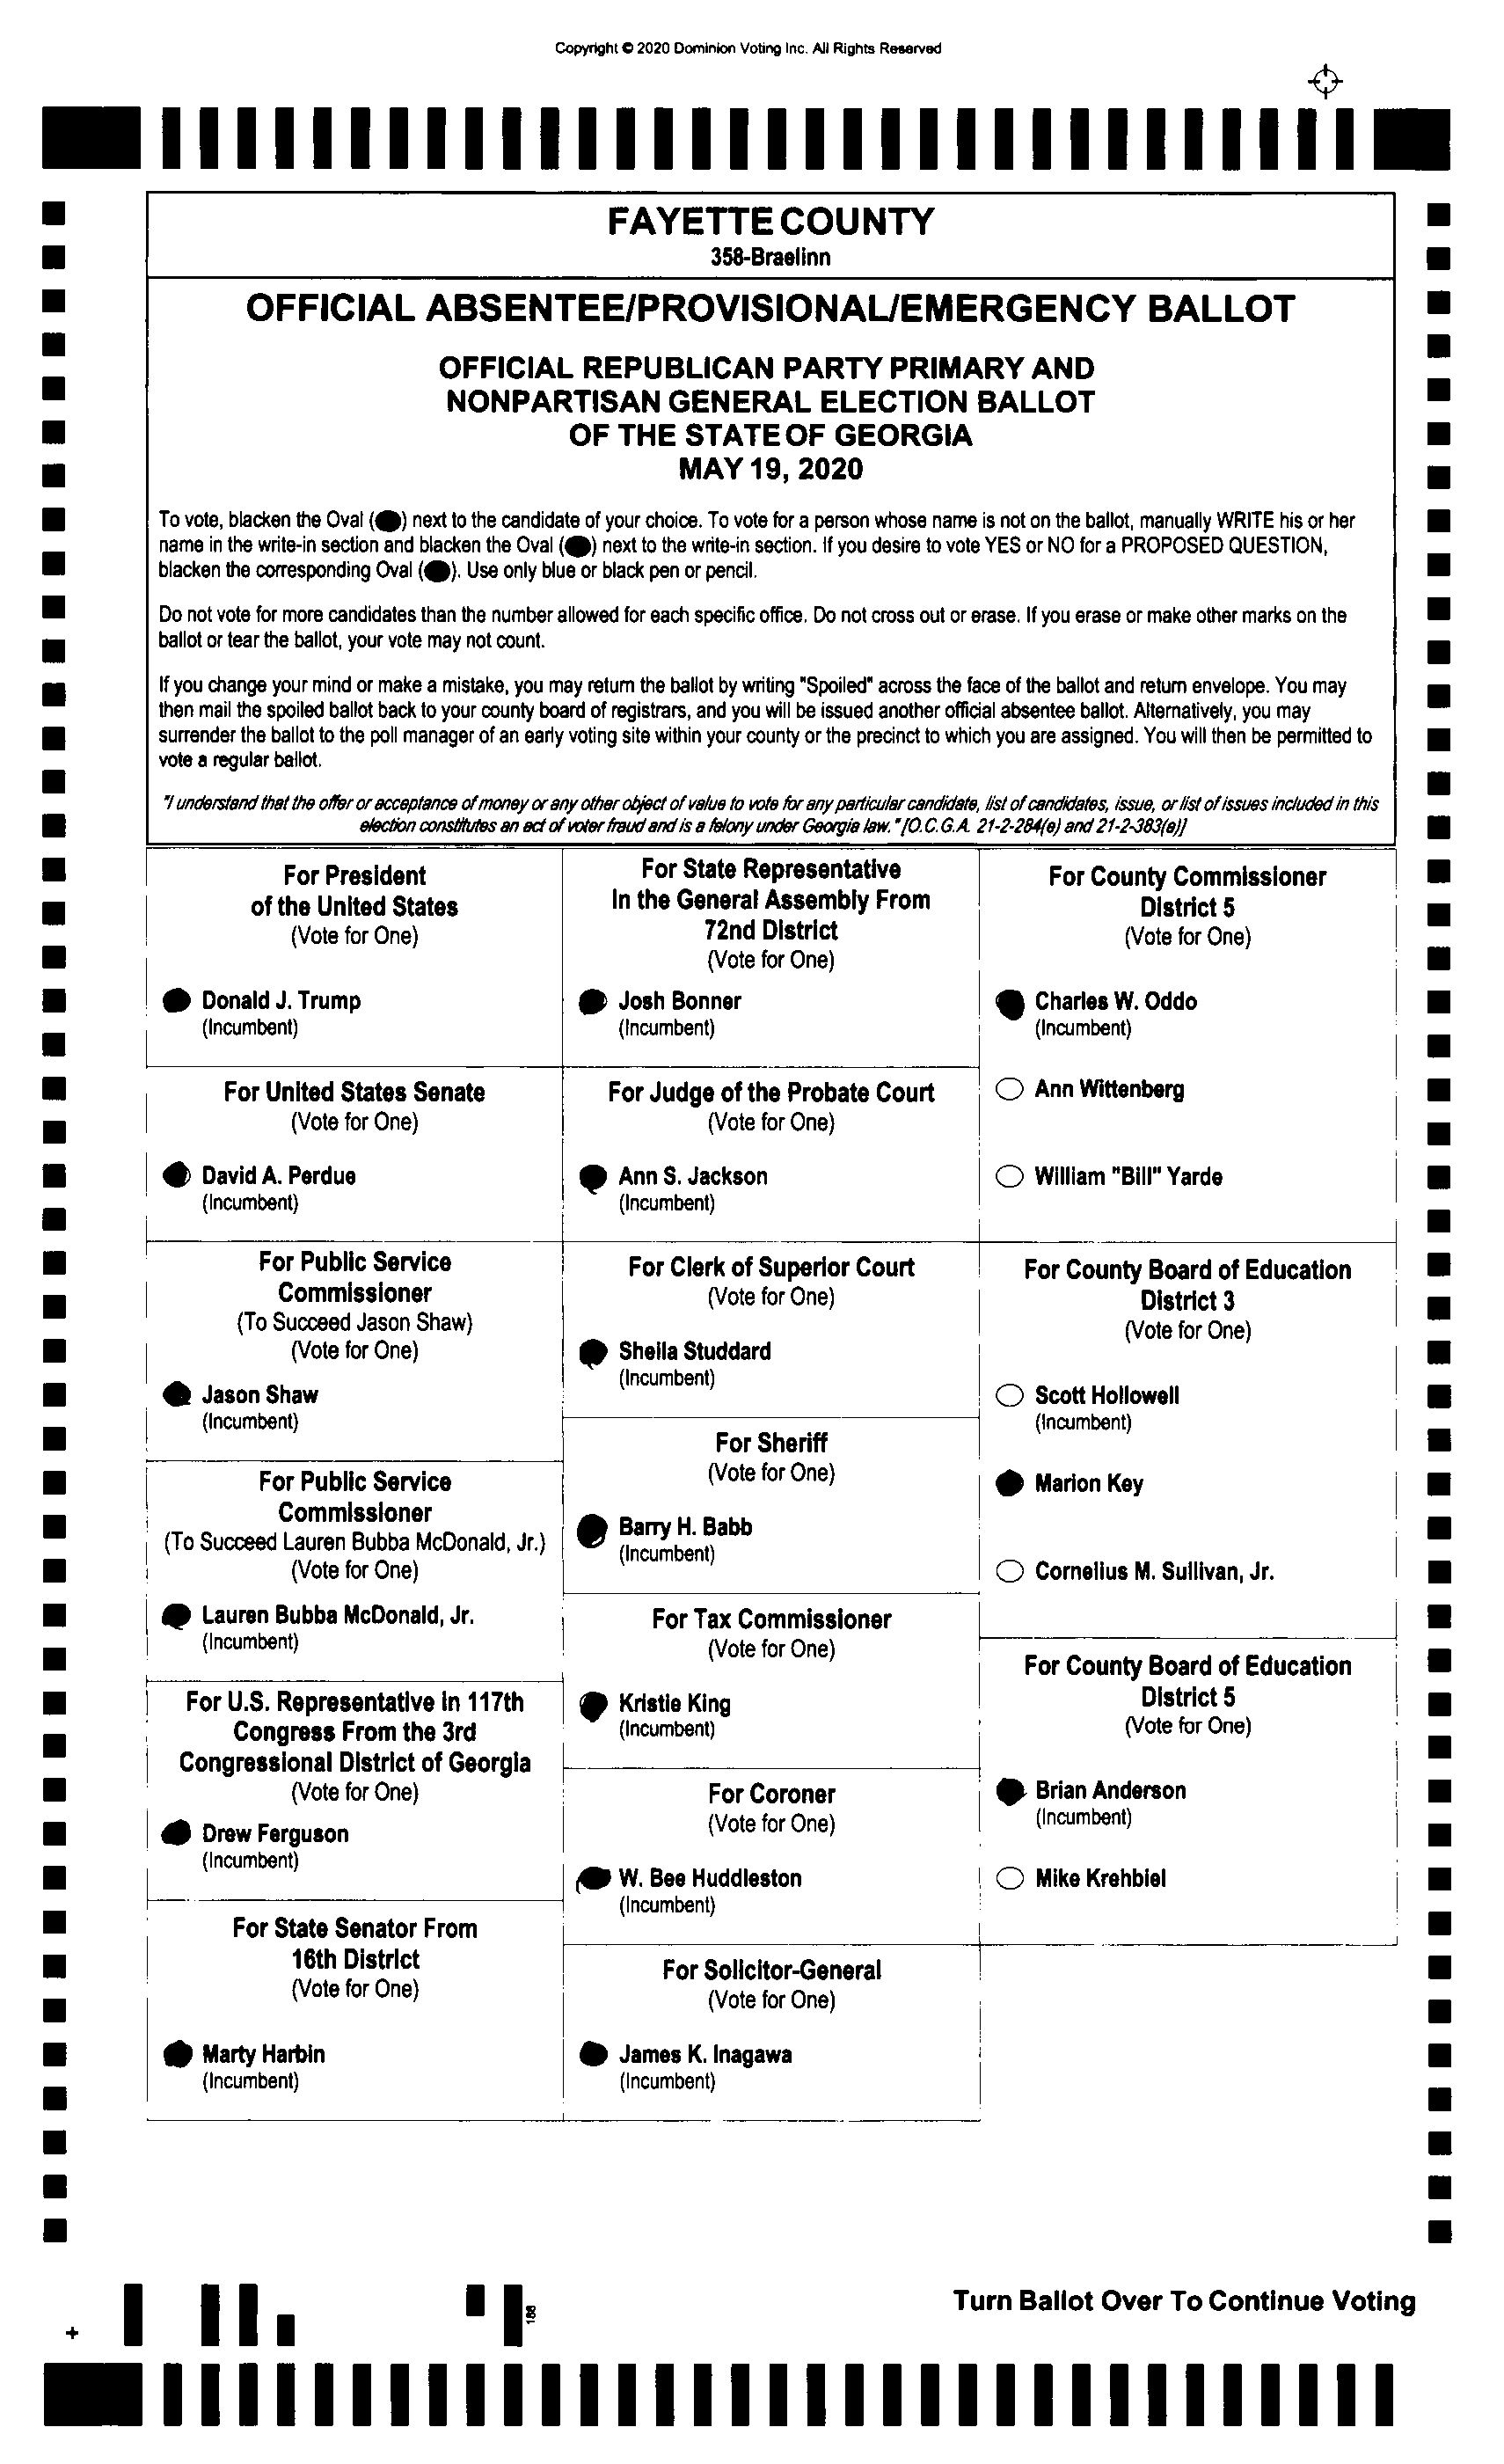 Copyright © 2020 Dominion Voting Inc. All Rights Reserved
FAYETTE COUNTY
358-Braelinn
OFFICIAL ABSENTEE/PROVISIONAL/EMERGENCY BALLOT
OFFICIAL REPUBLICAN PARTY PRIMARY AND
NONPARTISAN GENERAL ELECTION BALLOT
OF THE STATE OF GEORGIA
MAY 19, 2020
To vote, blacken the Oval ( ) next to the candidate of your choice. To vote for a person whose name is not on the ballot, manually WRITE his or her
name in the write-in section and blacken the Oval ( ) next to the write-in section. If you desire to vote YES or NO for a PROPOSED QUESTION,
blacken the corresponding Oval ( ). Use only blue or black pen or pencil.
Do not vote for more candidates than the number allowed for each specific office. Do not cross out or erase. If you erase or make other marks on the
ballot or tear the ballot, your vote may not count.
If you change your mind or make a mistake, you may return the ballot by writing "Spoiled" across the face of the ballot and return envelope. You may
then mail the spoiled ballot back to your county board of registrars, and you will be issued another official absentee ballot. Alternatively, you may
surrender the ballot to the poll manager of an early voting site within your county or the precinct to which you are assigned. You will then be permitted to
vote a regular ballot.
"I understand that the offer or acceptance of money or any other object of value to vote for any particular candidate, list of candidates, issue, or list of issues included in this
election constitutes an act of voter fraud and is a felony under Georgia law." [O.C.G.A. 21-2-284(e) and 21-2-383(a)]
For President
of the United States
(Vote for One)
Donald J. Trump
(Incumbent)
For United States Senate
(Vote for One)
David A. Perdue
(Incumbent)
For Public Service
Commissioner
(To Succeed Jason Shaw)
(Vote for One)
Jason Shaw
(Incumbent)
For Public Service
Commissioner
(To Succeed Lauren Bubba McDonald, Jr.)
(Vote for One)
Lauren Bubba McDonald, Jr.
(Incumbent)
For U.S. Representative in 117th
Congress From the 3rd
Congressional District of Georgia
(Vote for One)
Drew Ferguson
(Incumbent)
For State Senator From
16th District
(Vote for One)
Marty Harbin
(Incumbent)
For State Representative
In the General Assembly From
72nd District
(Vote for One)
Josh Bonner
(Incumbent)
For Judge of the Probate Court
(Vote for One)
Ann S. Jackson
(Incumbent)
For Clerk of Superior Court
(Vote for One)
Sheila Studdard
(Incumbent)
For Sheriff
(Vote for One)
Barry H. Babb
(Incumbent)
For Tax Commissioner
(Vote for One)
Kristie King
(Incumbent)
For Coroner
(Vote for One)
W. Bee Huddleston
(Incumbent)
For Solicitor-General
(Vote for One)
James K. Inagawa
(Incumbent)
For County Commissioner
District 5
(Vote for One)
Charles W. Oddo
(Incumbent)
Ann Wittenberg
William "Bill" Yarde
For County Board of Education
District 3
(Vote for One)
Scott Hollowell
(Incumbent)
Marion Key
Cornelius M. Sullivan, Jr.
For County Board of Education
District 5
(Vote for One)
Brian Anderson
(Incumbent)
Mike Krehbiel
188
Turn Ballot Over To Continue Voting